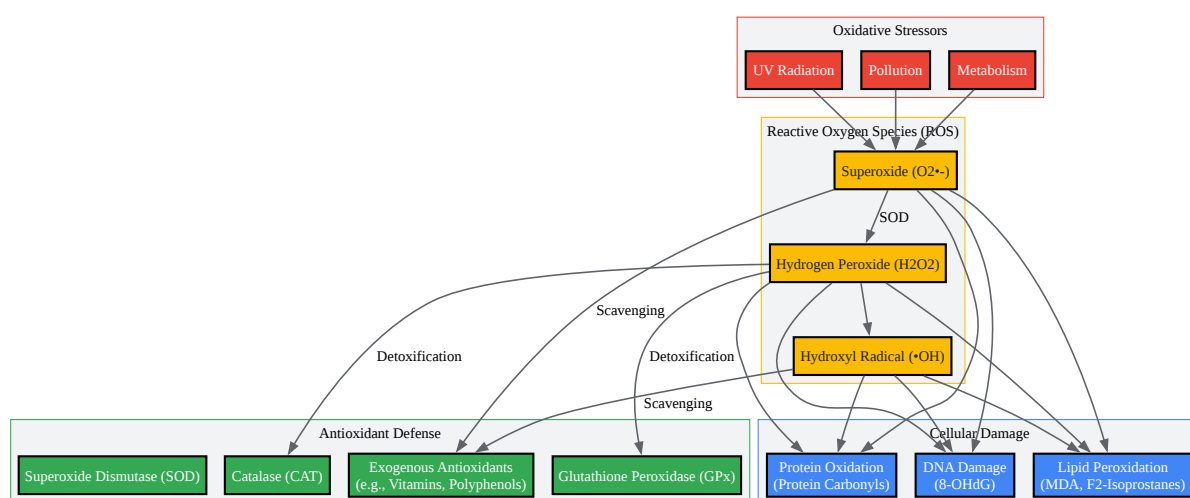 Oxidative Stressors
UV Radiation
Pollution
Metabolism
Reactive Oxygen Species (ROS)
Superoxide (O2•-)
SOD
Hydrogen Peroxide (H2O2)
Scavenging
Detoxification
Detoxification
Hydroxyl Radical (•OH)
Scavenging
Antioxidant Defense
Cellular Damage
Superoxide Dismutase (SOD)
Catalase (CAT)
Exogenous Antioxidants
(e.g., Vitamins, Polyphenols)
Glutathione Peroxidase (GPx)
Protein Oxidation
(Protein Carbonyls)
DNA Damage
(8-OHdG)
Lipid Peroxidation
(MDA, F2-Isoprostanes)